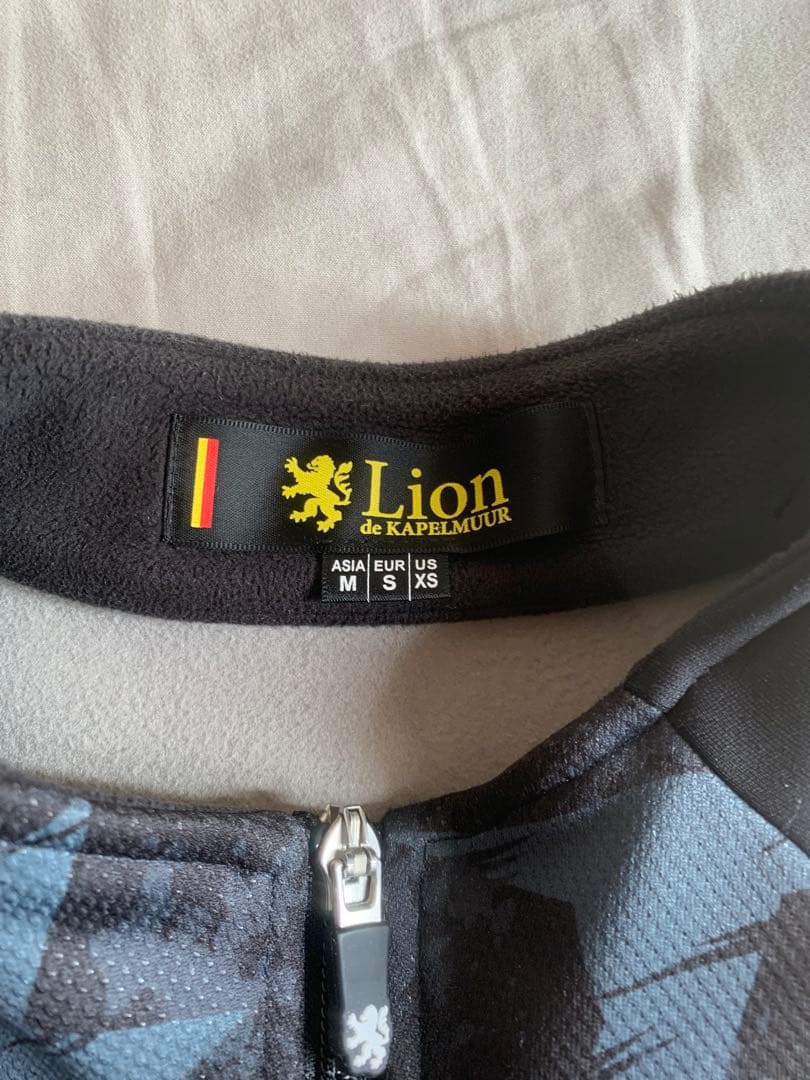 Lion
de KAPELMUUR
ASIA EUR US
M S XS